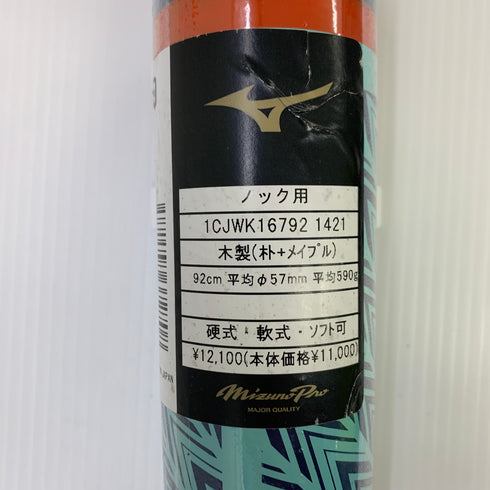 ノック用
1CJWK16792 1421
木製(朴+メイプル)
92cm 平均φ57mm 平均590g
硬式・軟式・ソフト可
¥12,100(本体価格¥11,000)
Mizuno Pro
MAJOR QUALITY
JAPAN